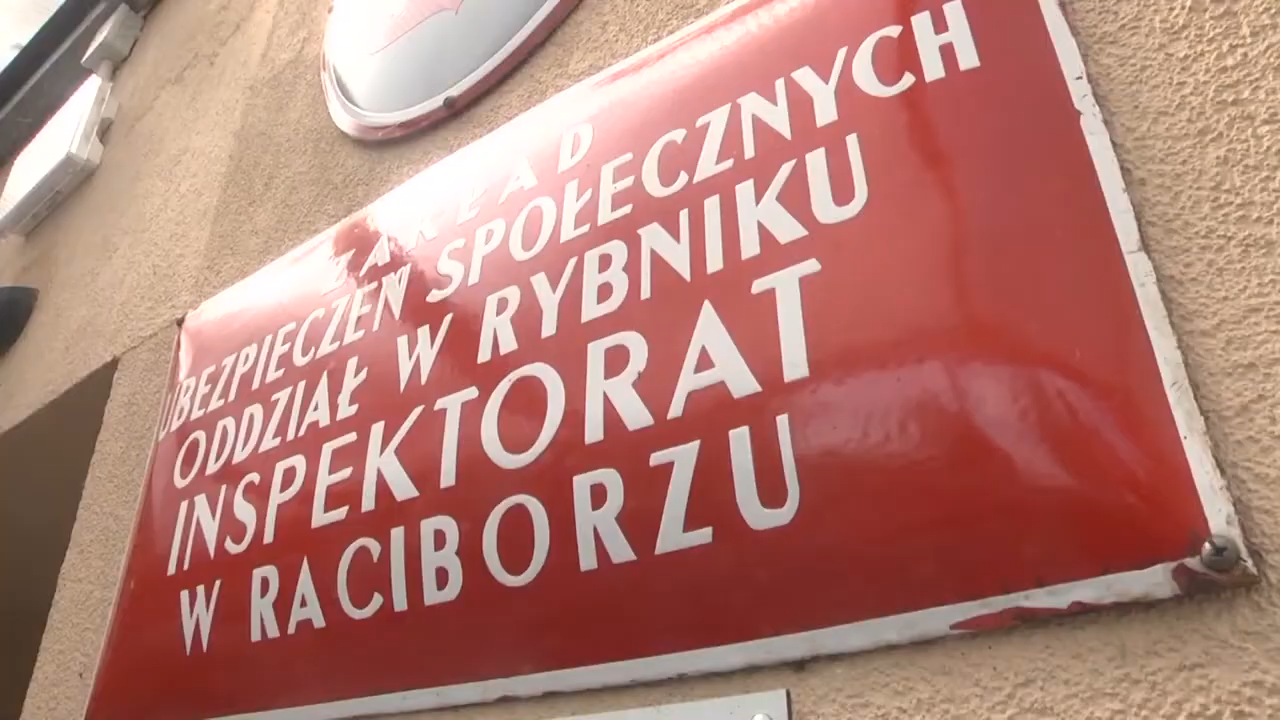 ZAKŁAD
UBEZPIECZEŃ SPOŁECZNYCH
ODDZIAŁ W RYBNIKU
INSPEKTORAT
W RACIBORZU